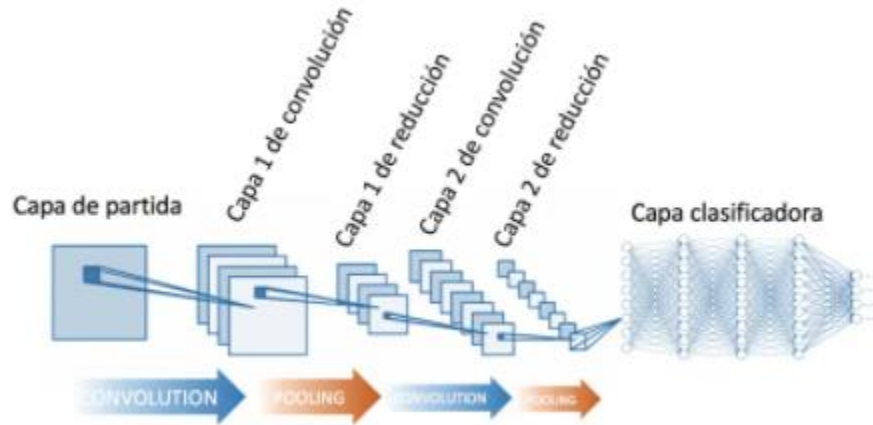 Capa de partida
Capa 1 de convolución
Capa 1 de reducción
Capa 2 de convolución
Capa 2 de reducción
Capa clasificadora
CONVOLUTION
POOLING
CONVOLUTION
POOLING